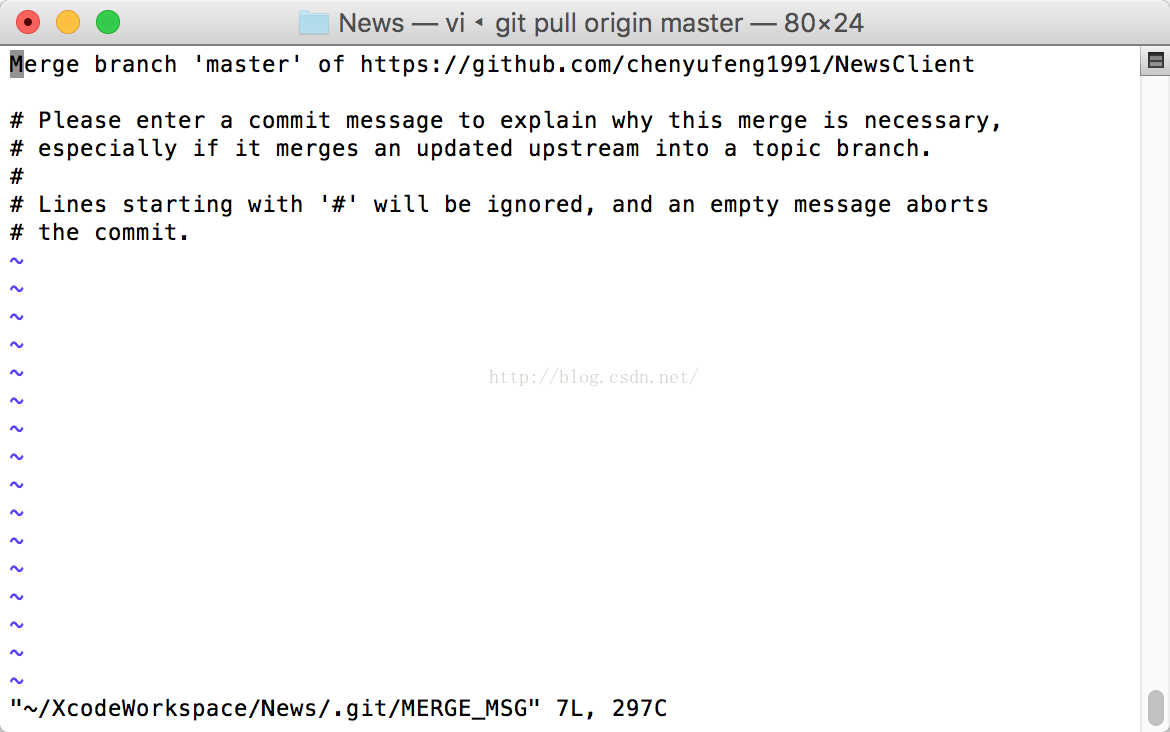 News — vi ◂ git pull origin master — 80×24
Merge branch 'master' of https://github.com/chenyufeng1991/NewsClient
# Please enter a commit message to explain why this merge is necessary,
# especially if it merges an updated upstream into a topic branch.
#
# Lines starting with '#' will be ignored, and an empty message aborts
# the commit.
~
~
~
~
~
http://blog.csdn.net/
~
~
~
~
~
~
~
~
~
~
~
"~/XcodeWorkspace/News/.git/MERGE_MSG" 7L, 297C